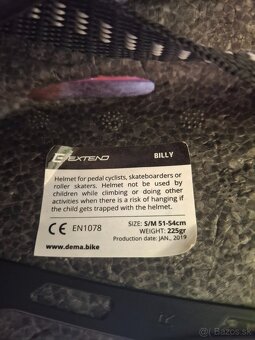 EXTEND BILLY
Helmet for pedal cyclists, skateboarders or
roller skaters. Helmet not be used by
children while climbing or doing other
activities when there is a risk of hanging if
the child gets trapped with the helmet.
CE EN1078
SIZE: S/M 51-54cm
WEIGHT: 225gr
Production date: JAN., 2019
www.dema.bike
bazos.sk